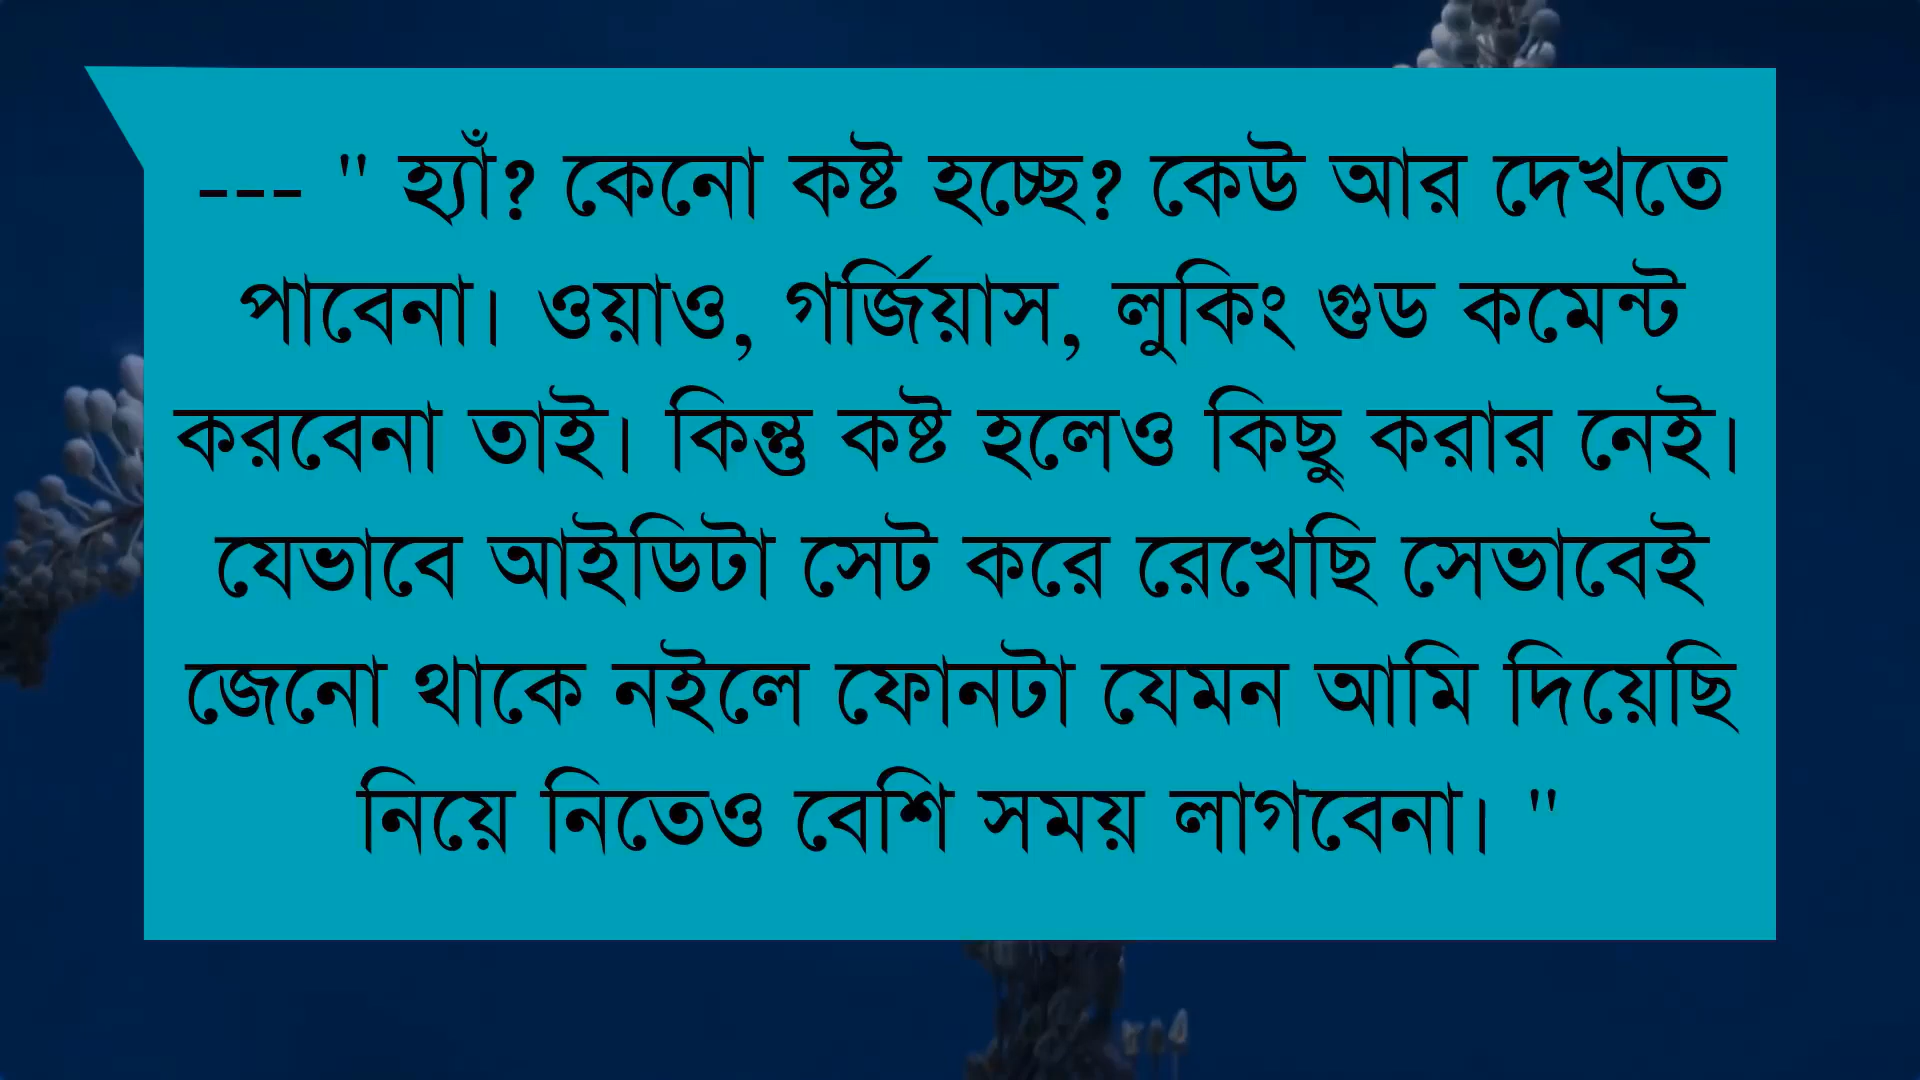 --- " হ্যাঁ? কেনো কষ্ট হচ্ছে? কেউ আর দেখতে
পাবেনা। ওয়াও, গর্জিয়াস, লুকিং গুড কমেন্ট
করবেনা তাই। কিন্তু কষ্ট হলেও কিছু করার নেই।
যেভাবে আইডিটা সেট করে রেখেছি সেভাবেই
জেনো থাকে নইলে ফোনটা যেমন আমি দিয়েছি
নিয়ে নিতেও বেশি সময় লাগবেনা। "